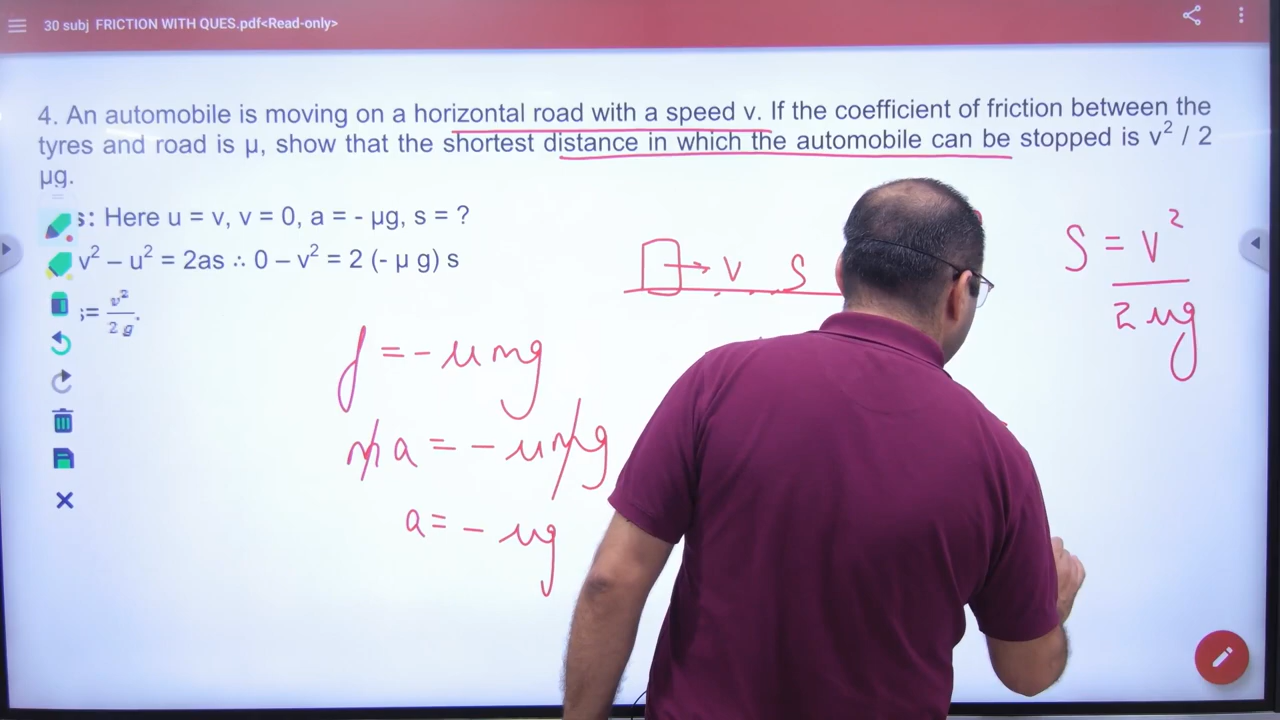 30 subj FRICTION WITH QUES.pdf<Read-only>
4. An automobile is moving on a horizontal road with a speed v. If the coefficient of friction between the
tyres and road is μ, show that the shortest distance in which the automobile can be stopped is v² / 2
μg.
s: Here u = v, v = 0, a = - μg, s = ?
v² – u² = 2as ∴ 0 – v² = 2 (- μ g) s
= v² / 2 g.
v S
S = v² / 2 μg
f = - μmg
ma = - μmg
a = - μg